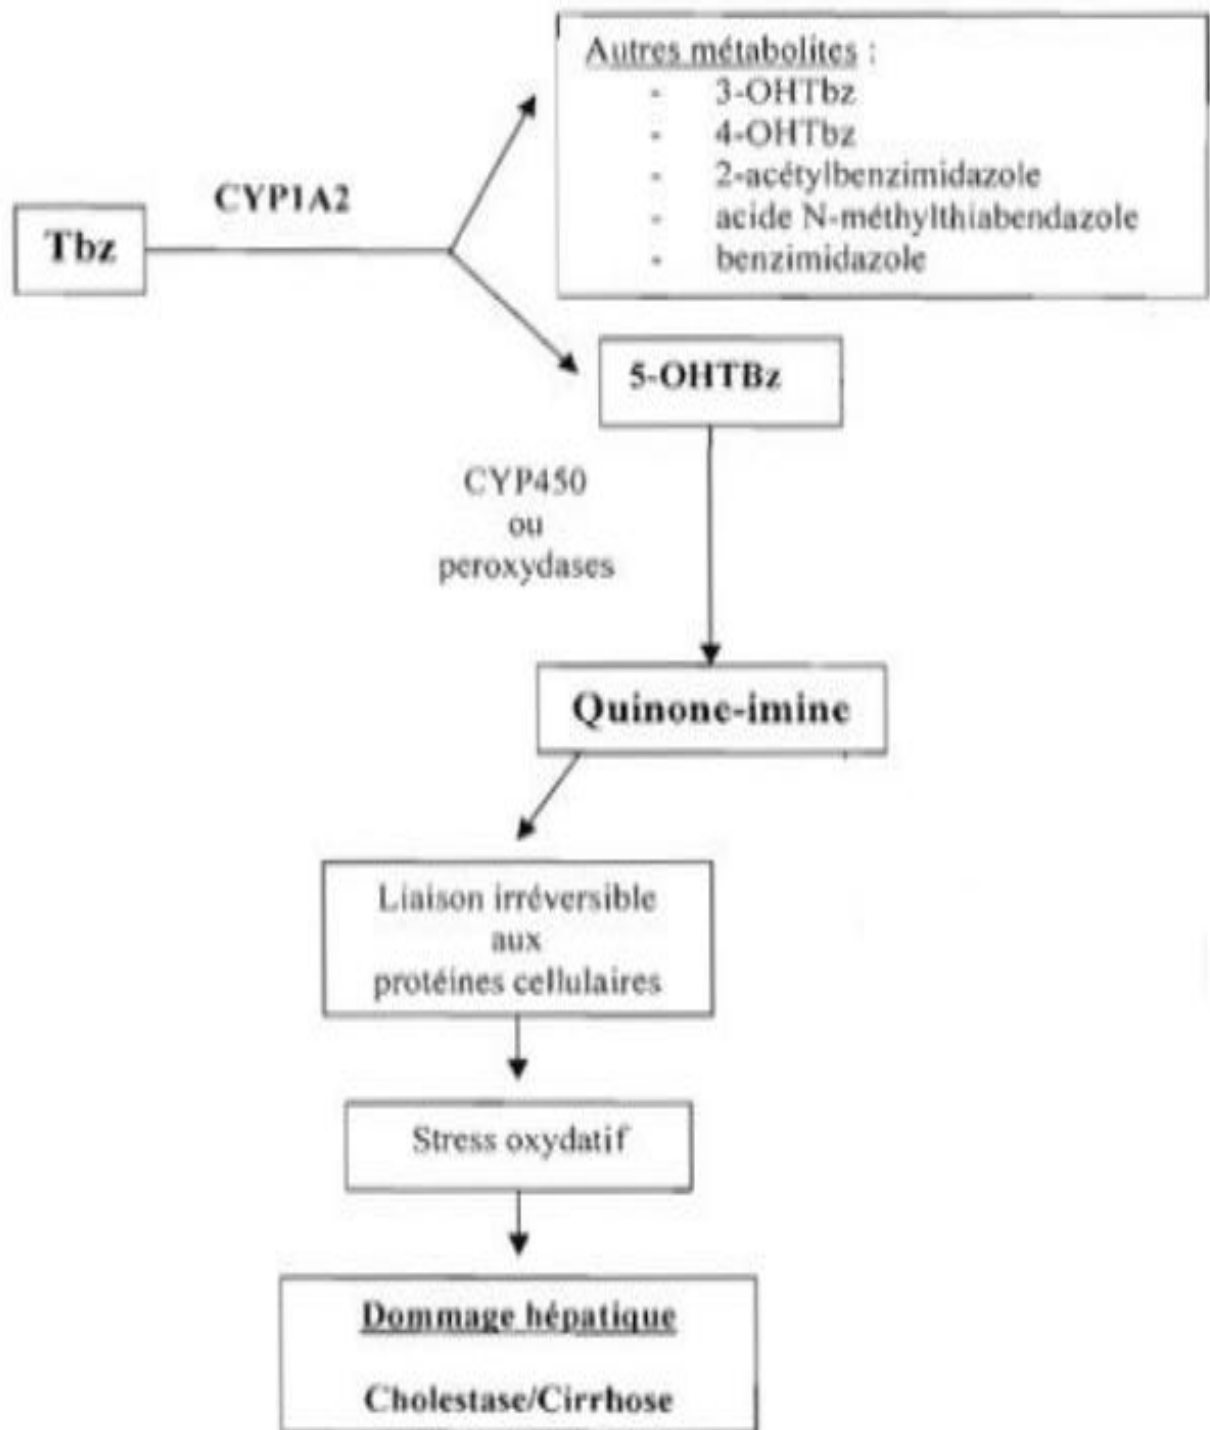 Autres métabolites :
- 3-OHTbz
- 4-OHTbz
- 2-acétylbenzimidazole
- acide N-méthylthiabendazole
- benzimidazole
CYP1A2
Tbz
5-OHTBz
CYP450
ou
peroxydases
Quinone-imine
Liaison irréversible
aux
protéines cellulaires
Stress oxydatif
Dommage hépatique
Cholestase/Cirrhose